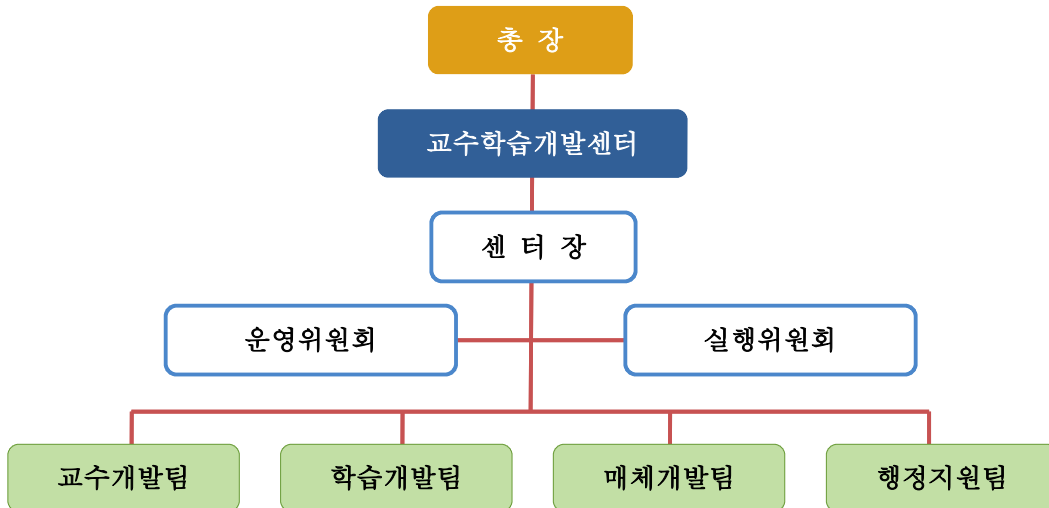 총 장
교수학습개발센터
센 터 장
운영위원회
실행위원회
교수개발팀
학습개발팀
매체개발팀
행정지원팀